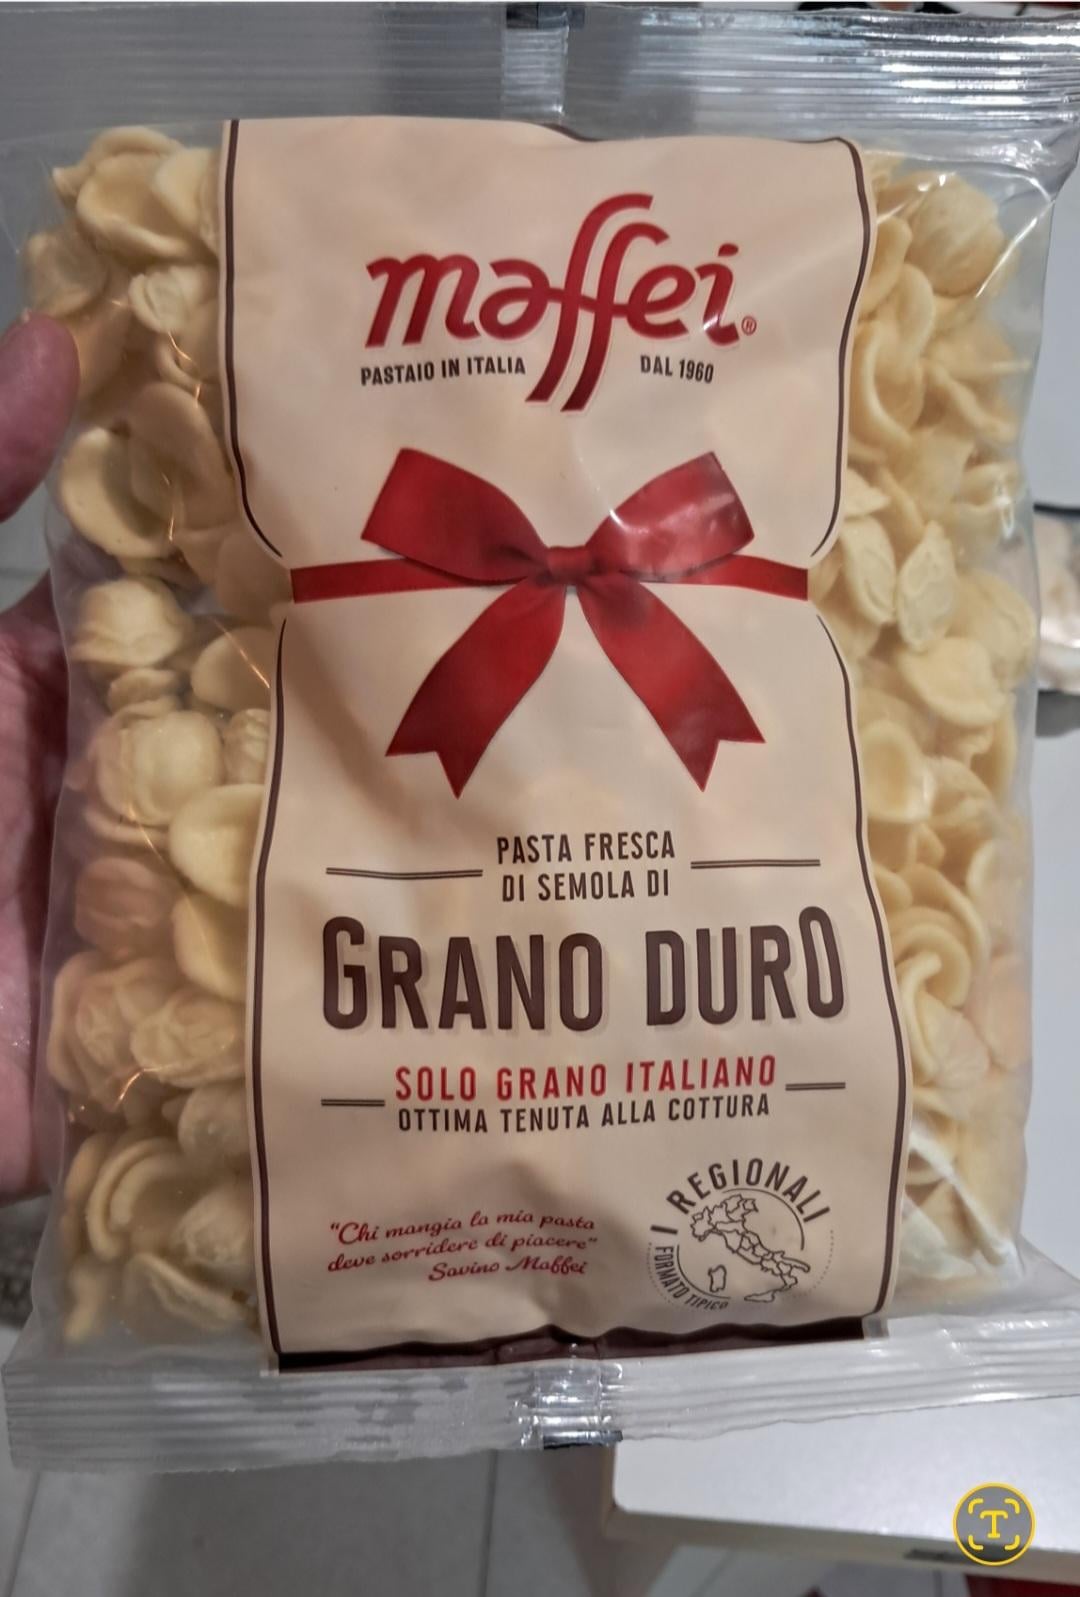 maffei®
PASTAIO IN ITALIA DAL 1960
PASTA FRESCA
DI SEMOLA DI
GRANO DURO
SOLO GRANO ITALIANO
OTTIMA TENUTA ALLA COTTURA
"Chi mangia la mia pasta
deve sorridere di piacere"
Savino Maffei
I REGIONALI
FORMATO TIPICO
T